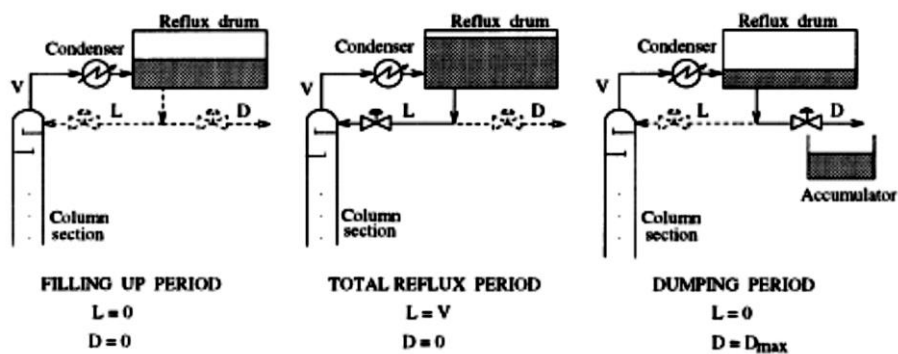 Reflux drum
Condenser
V
L
D
Column
section
FILLING UP PERIOD
L = 0
D = 0
Reflux drum
Condenser
V
L
D
Column
section
TOTAL REFLUX PERIOD
L = V
D = 0
Reflux drum
Condenser
V
L
D
Accumulator
Column
section
DUMPING PERIOD
L = 0
D = Dmax